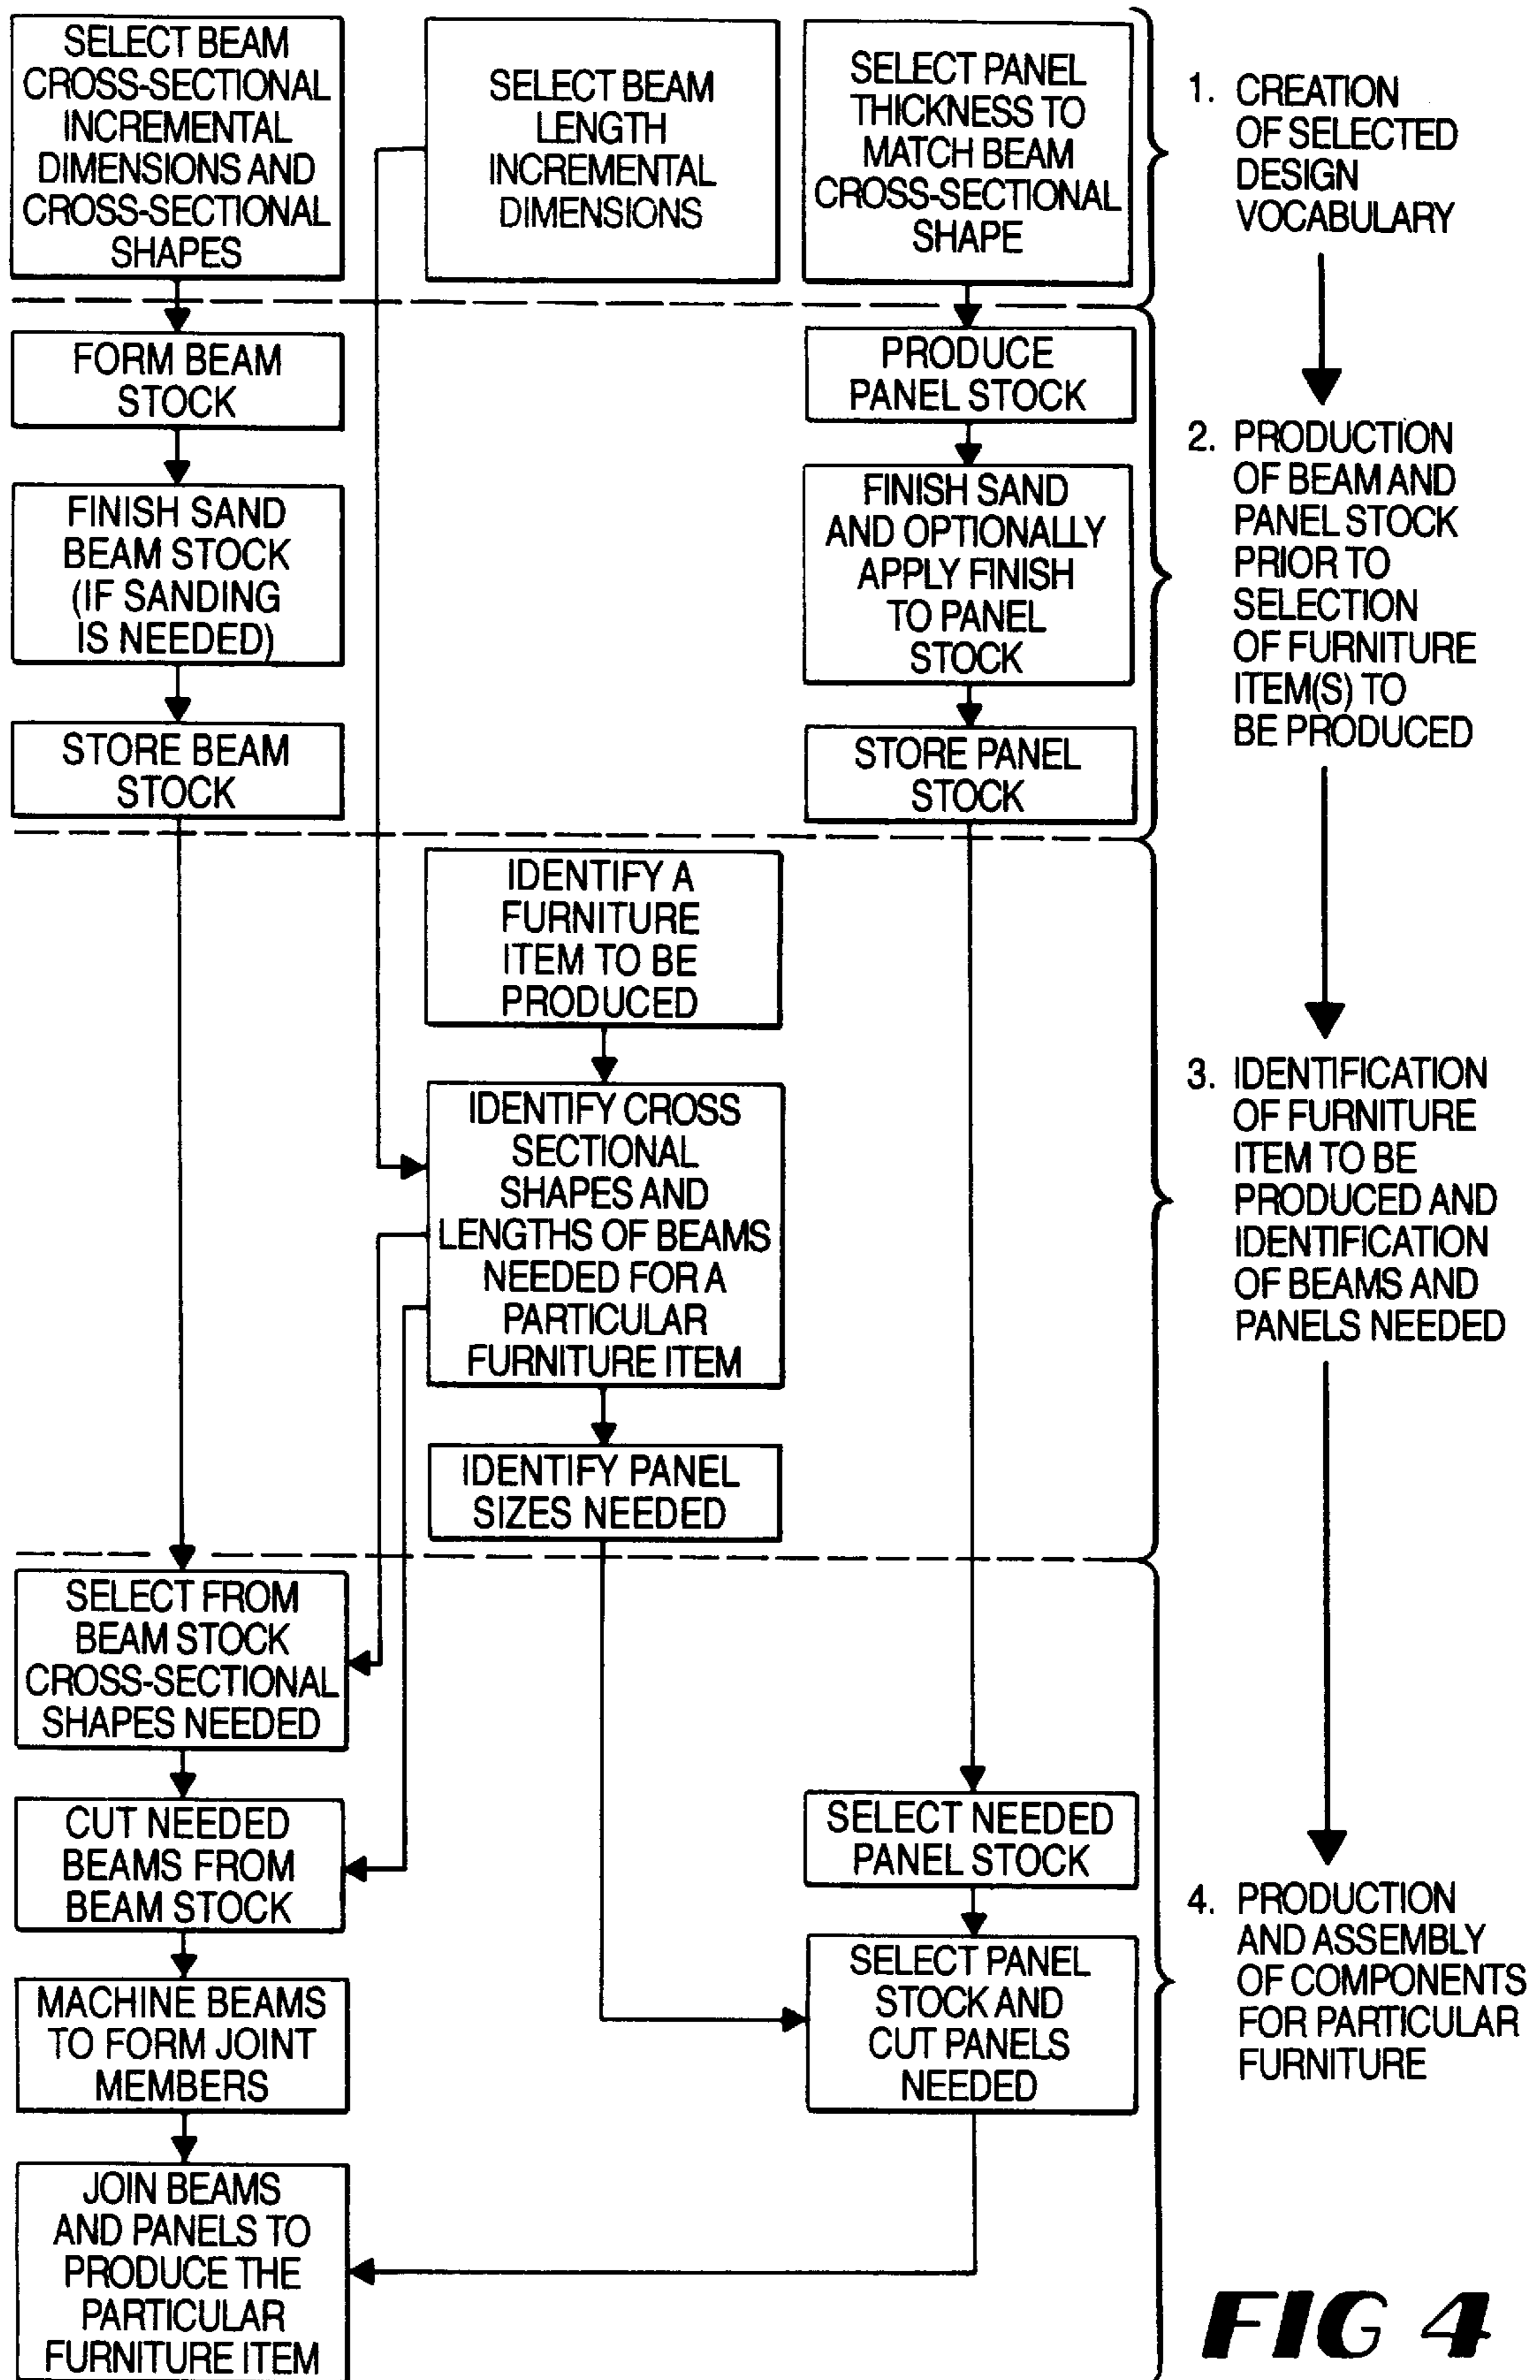 SELECT BEAM
CROSS-SECTIONAL
INCREMENTAL
DIMENSIONS AND
CROSS-SECTIONAL
SHAPES
SELECT BEAM
LENGTH
INCREMENTAL
DIMENSIONS
SELECT PANEL
THICKNESS TO
MATCH BEAM
CROSS-SECTIONAL
SHAPE
1. CREATION
OF SELECTED
DESIGN
VOCABULARY
FORM BEAM
STOCK
PRODUCE
PANEL STOCK
FINISH SAND
BEAM STOCK
(IF SANDING
IS NEEDED)
FINISH SAND
AND OPTIONALLY
APPLY FINISH
TO PANEL
STOCK
STORE BEAM
STOCK
STORE PANEL
STOCK
2. PRODUCTION
OF BEAM AND
PANEL STOCK
PRIOR TO
SELECTION
OF FURNITURE
ITEM(S) TO
BE PRODUCED
IDENTIFY A
FURNITURE
ITEM TO BE
PRODUCED
IDENTIFY CROSS
SECTIONAL
SHAPES AND
LENGTHS OF BEAMS
NEEDED FOR A
PARTICULAR
FURNITURE ITEM
IDENTIFY PANEL
SIZES NEEDED
3. IDENTIFICATION
OF FURNITURE
ITEM TO BE
PRODUCED AND
IDENTIFICATION
OF BEAMS AND
PANELS NEEDED
SELECT FROM
BEAM STOCK
CROSS-SECTIONAL
SHAPES NEEDED
CUT NEEDED
BEAMS FROM
BEAM STOCK
SELECT NEEDED
PANEL STOCK
MACHINE BEAMS
TO FORM JOINT
MEMBERS
SELECT PANEL
STOCK AND
CUT PANELS
NEEDED
JOIN BEAMS
AND PANELS TO
PRODUCE THE
PARTICULAR
FURNITURE ITEM
4. PRODUCTION
AND ASSEMBLY
OF COMPONENTS
FOR PARTICULAR
FURNITURE
FIG 4